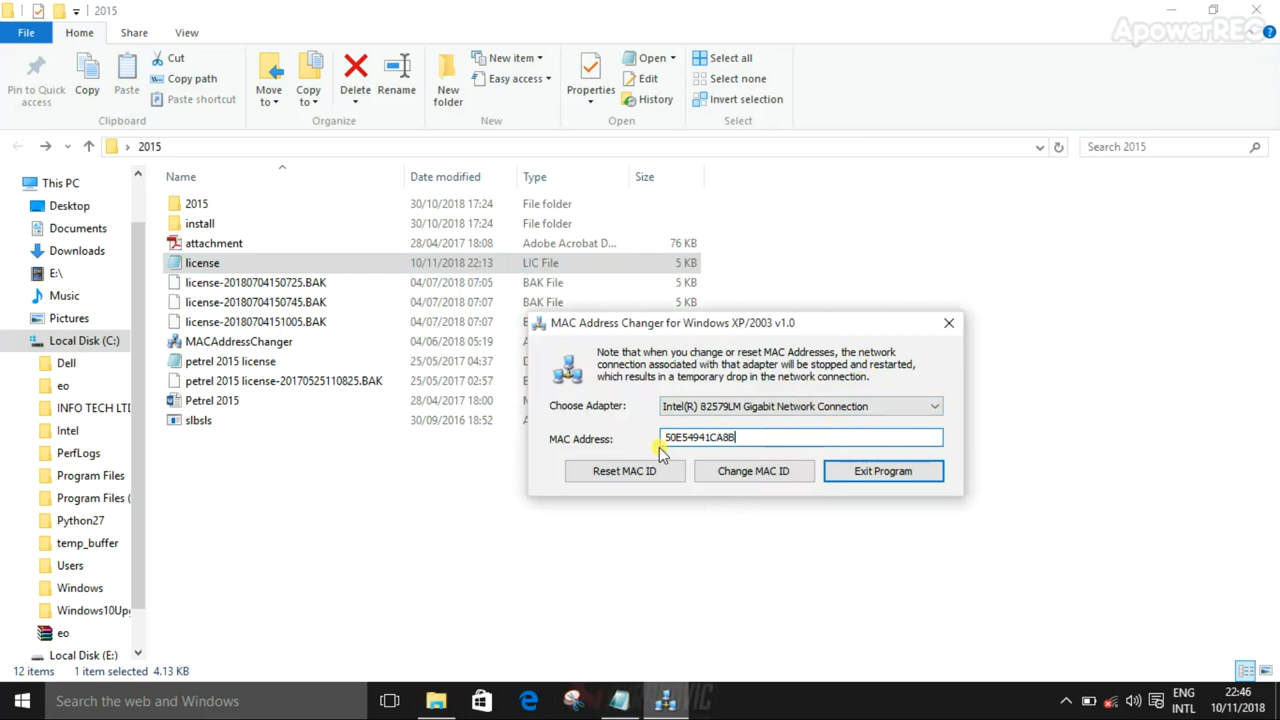 2015
ApowerREC
File
Home
Share
View
Pin to Quick access
Copy
Paste
Cut
Copy path
Paste shortcut
Clipboard
Move to
Copy to
Delete
Rename
Organize
New folder
New item
Easy access
New
Properties
Open
Edit
History
Open
Select all
Select none
Invert selection
Select
2015
Search 2015
This PC
Desktop
Documents
Downloads
E:\
Music
Pictures
Local Disk (C:)
Dell
eo
INFO TECH LTD
Intel
PerfLogs
Program Files
Program Files (
Python27
temp_buffer
Users
Windows
Windows10Upg
eo
Local Disk (E:)
Name Date modified Type Size
2015 30/10/2018 17:24 File folder
install 30/10/2018 17:24 File folder
attachment 28/04/2017 18:08 Adobe Acrobat D... 76 KB
license 10/11/2018 22:13 LIC File 5 KB
license-20180704150725.BAK 04/07/2018 07:05 BAK File 5 KB
license-20180704150745.BAK 04/07/2018 07:07 BAK File 5 KB
license-20180704151005.BAK 04/07/2018 07:07
MACAddressChanger 04/06/2018 05:19
petrel 2015 license 25/05/2017 04:37
petrel 2015 license-20170525110825.BAK 25/05/2017 02:57
Petrel 2015 28/04/2017 18:00
slbsls 30/09/2016 18:52
MAC Address Changer for Windows XP/2003 v1.0
Note that when you change or reset MAC Addresses, the network
connection associated with that adapter will be stopped and restarted,
which results in a temporary drop in the network connection.
Choose Adapter: Intel(R) 82579LM Gigabit Network Connection
MAC Address: 50E54941CA8B
Reset MAC ID Change MAC ID Exit Program
12 items 1 item selected 4.13 KB
Search the web and Windows
ENG
INTL
22:46
10/11/2018